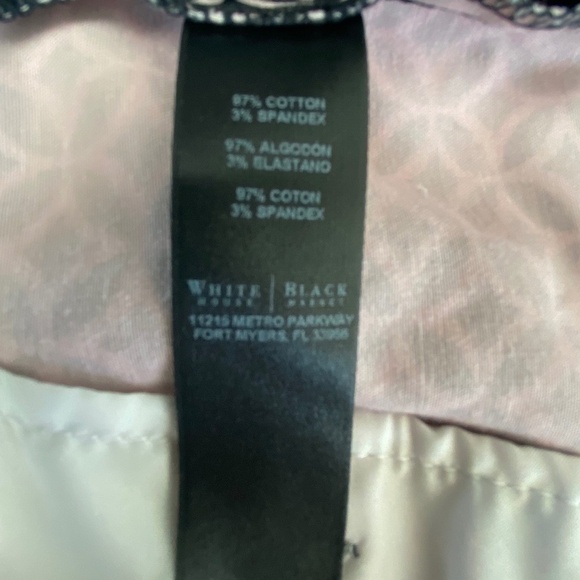 97% COTTON
3% SPANDEX
97% ALGODÓN
3% ELASTANO
97% COTON
3% SPANDEX
WHITE | BLACK
HOUSE | MARKET
11215 METRO PARKWAY
FORT MYERS, FL 33966